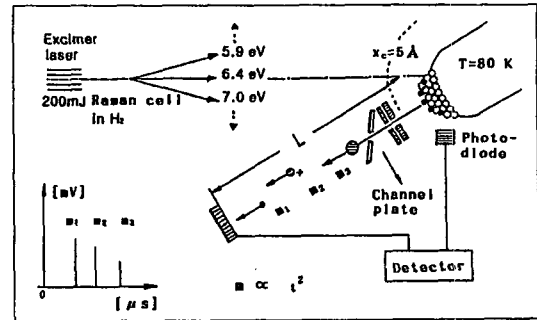 Excimer
laser
200mJ Raman cell
in H₂
5.9 eV
6.4 eV
7.0 eV
x_c=5 Å
T=80 K
Photo-
diode
L
+
m₁ m₂ m₃
Channel
plate
Detector
[mV]
m₁ m₂ m₃
0
[μs]
m ∝ t²